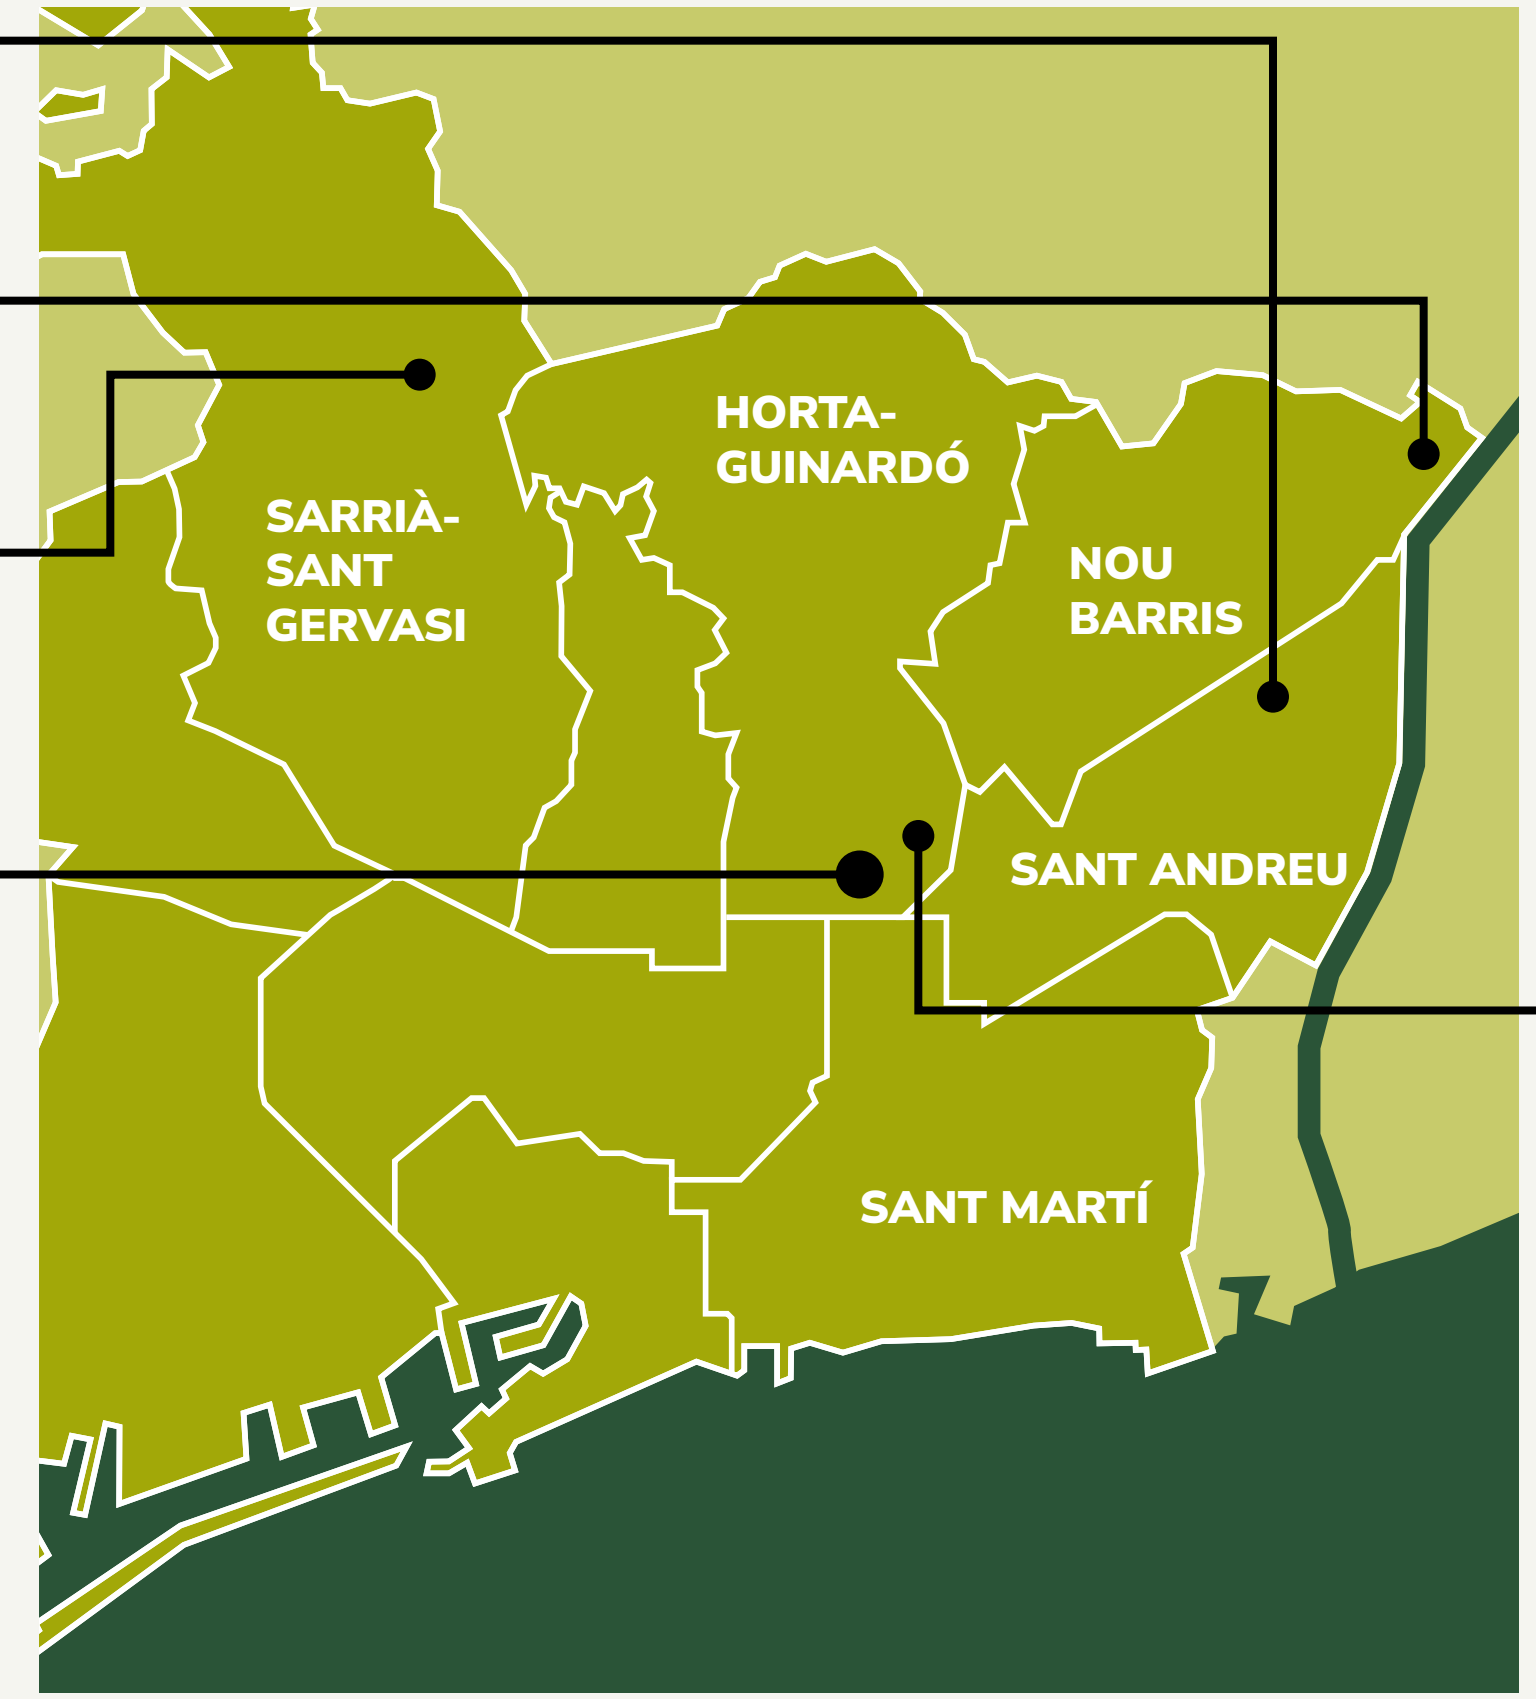 HORTA-
GUINARDÓ
SARRIÀ-
SANT
GERVASI
NOU
BARRIS
SANT ANDREU
SANT MARTÍ